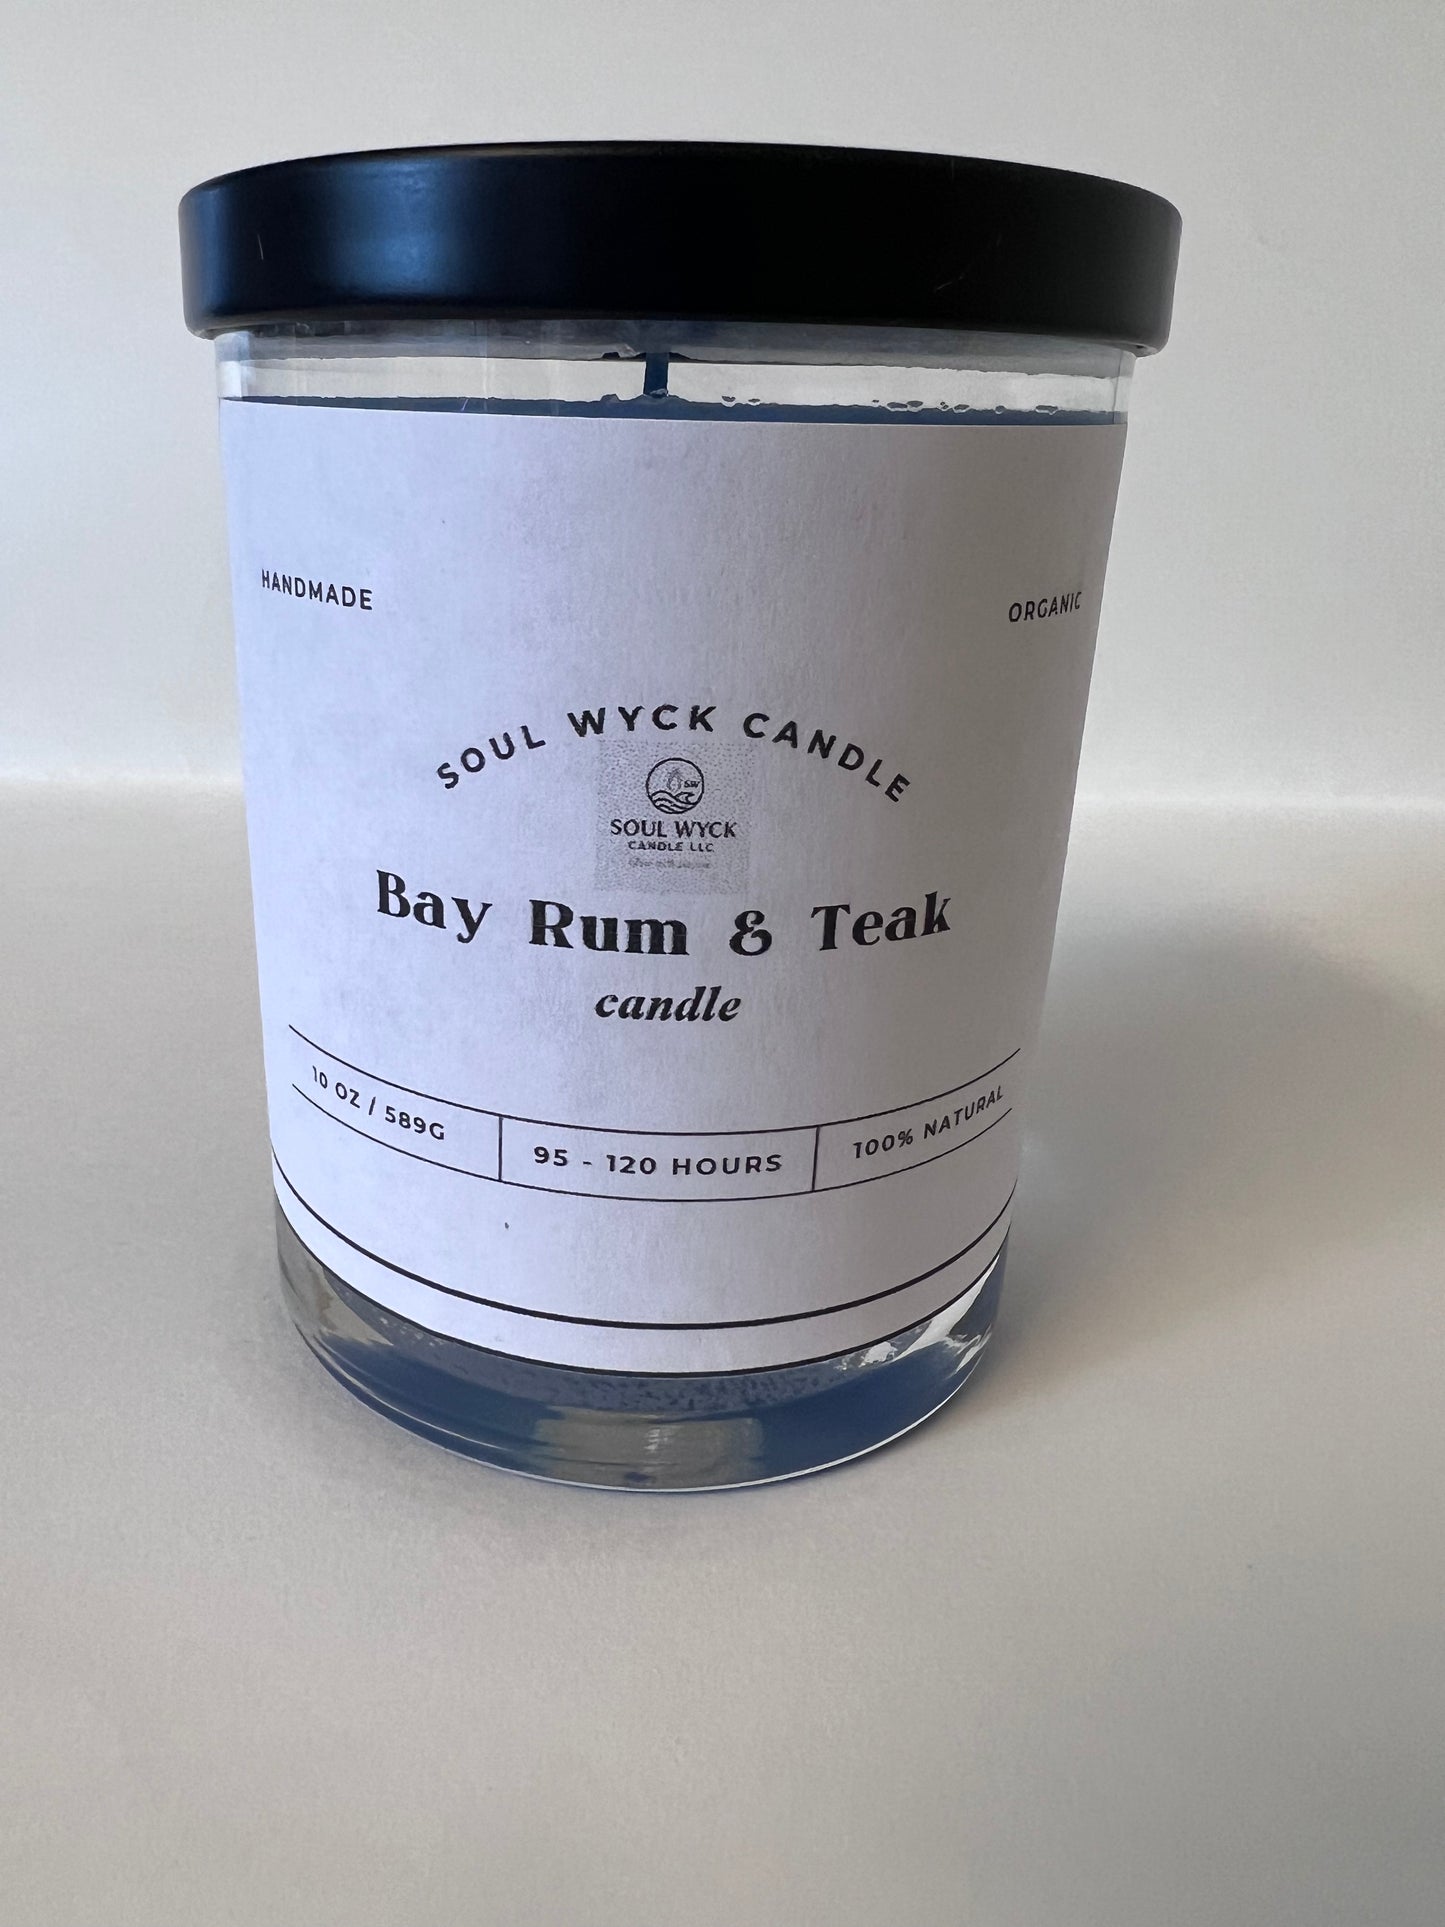 HANDMADE
ORGANIC
SOUL WYCK CANDLE
SW
SOUL WYCK
CANDLE LLC
Bay Rum & Teak
candle
10 OZ / 589G
95 - 120 HOURS
100% NATURAL